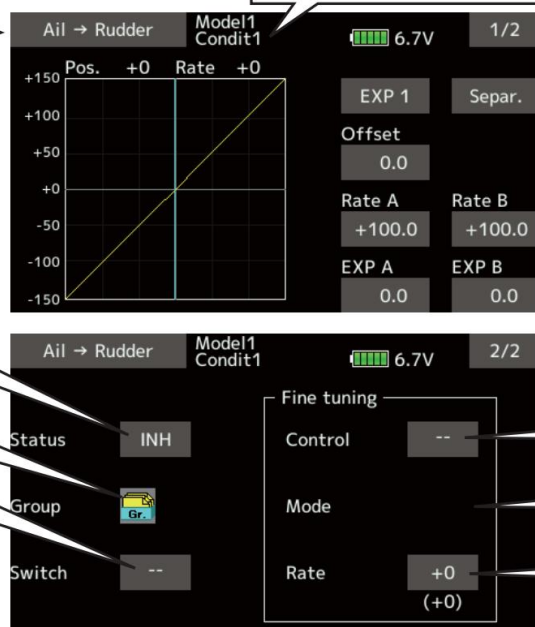 Ail → Rudder Model1 Condit1 6.7V 1/2
Pos. +0 Rate +0
+150
+100
+50
+0
-50
-100
-150
EXP 1 Separ.
Offset
0.0
Rate A Rate B
+100.0 +100.0
EXP A EXP B
0.0 0.0
Ail → Rudder Model1 Condit1 6.7V 2/2
Fine tuning
Status INH Control --
Group Gr. Mode
Switch -- Rate +0
(+0)